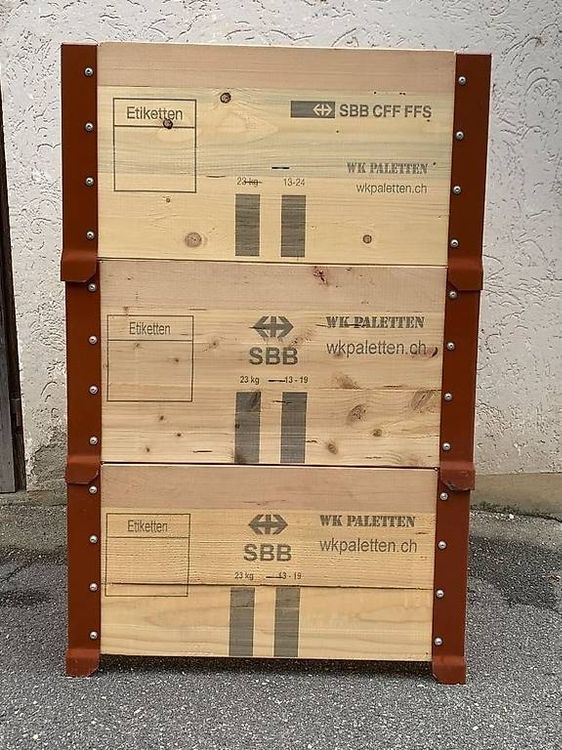 Etiketten
SBB CFF FFS
WK PALETTEN
wkpaletten.ch
23 kg 13-24
Etiketten
SBB
WK PALETTEN
wkpaletten.ch
23 kg 13-19
Etiketten
SBB
WK PALETTEN
wkpaletten.ch
23 kg 13-19